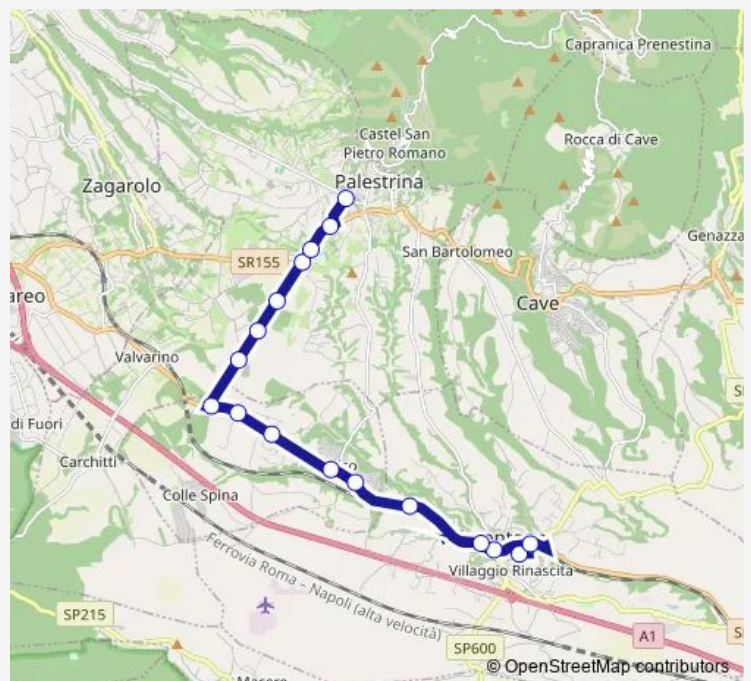 Capranica Prenestina
Castel San
Pietro Romano
Rocca di Cave
Zagarolo
Palestrina
Genazza
San Bartolomeo
SR155
areo
Cave
Valvarino
di Fuori
Carchitti
Colle Spina
Villaggio Rinascita
Ferrovia Roma – Napoli (alta velocità)
SP215
A1
SP600
© OpenStreetMap contributors